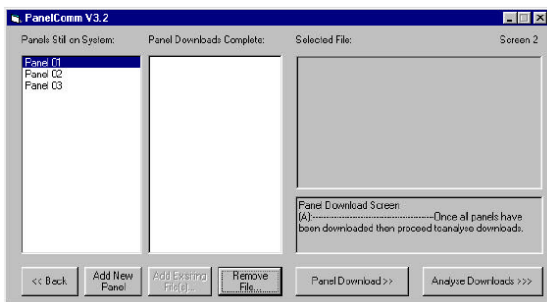 PanelComm V3.2
Panels Still on System:
Panel Downloads Complete:
Selected File:
Screen 2
Panel 01
Panel 02
Panel 03
Panel Download Screen
(A):--------------------------------------------Once all panels have
been downloaded then proceed toanalyse downloads.
<< Back
Add New
Panel
Add Existing
File(s)...
Remove
File...
Panel Download >>
Analyse Downloads >>>